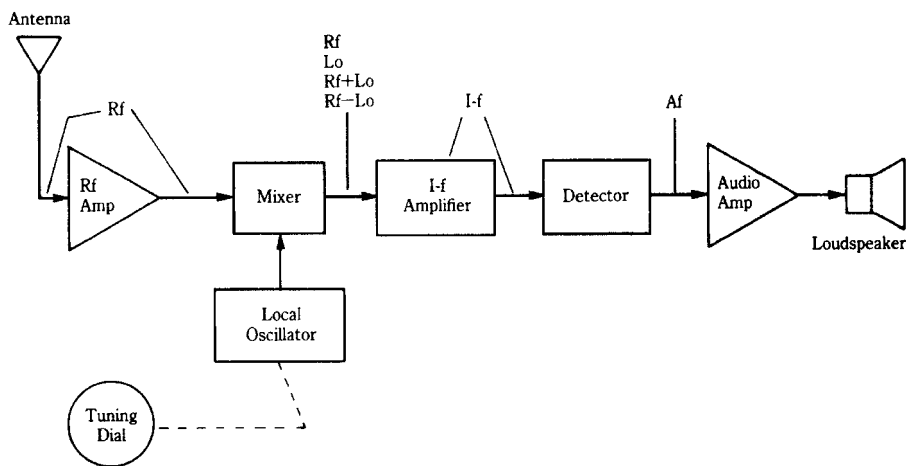 Antenna
Rf
Lo
Rf+Lo
Rf−Lo
Rf
I-f
Af
Rf
Amp
Mixer
I-f
Amplifier
Detector
Audio
Amp
Loudspeaker
Local
Oscillator
Tuning
Dial